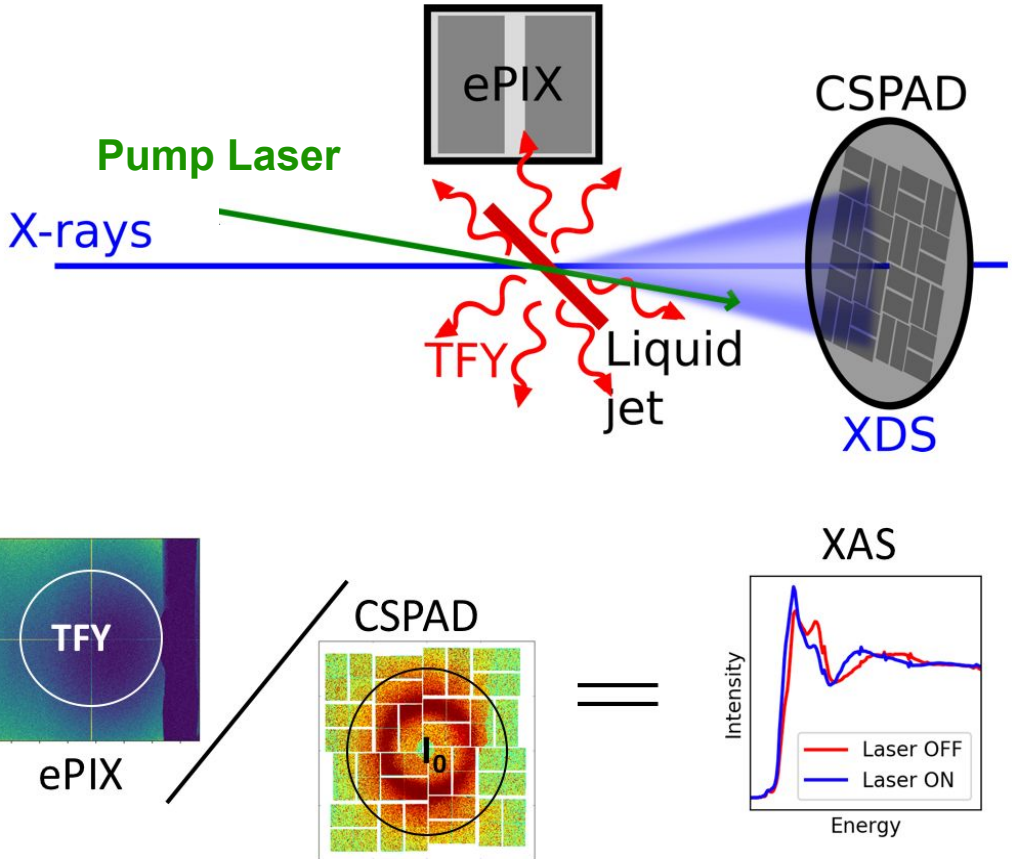 ePIX
CSPAD
Pump Laser
X-rays
TFY
Liquid
jet
XDS
XAS
CSPAD
TFY
I0
ePIX
Intensity
Laser OFF
Laser ON
Energy